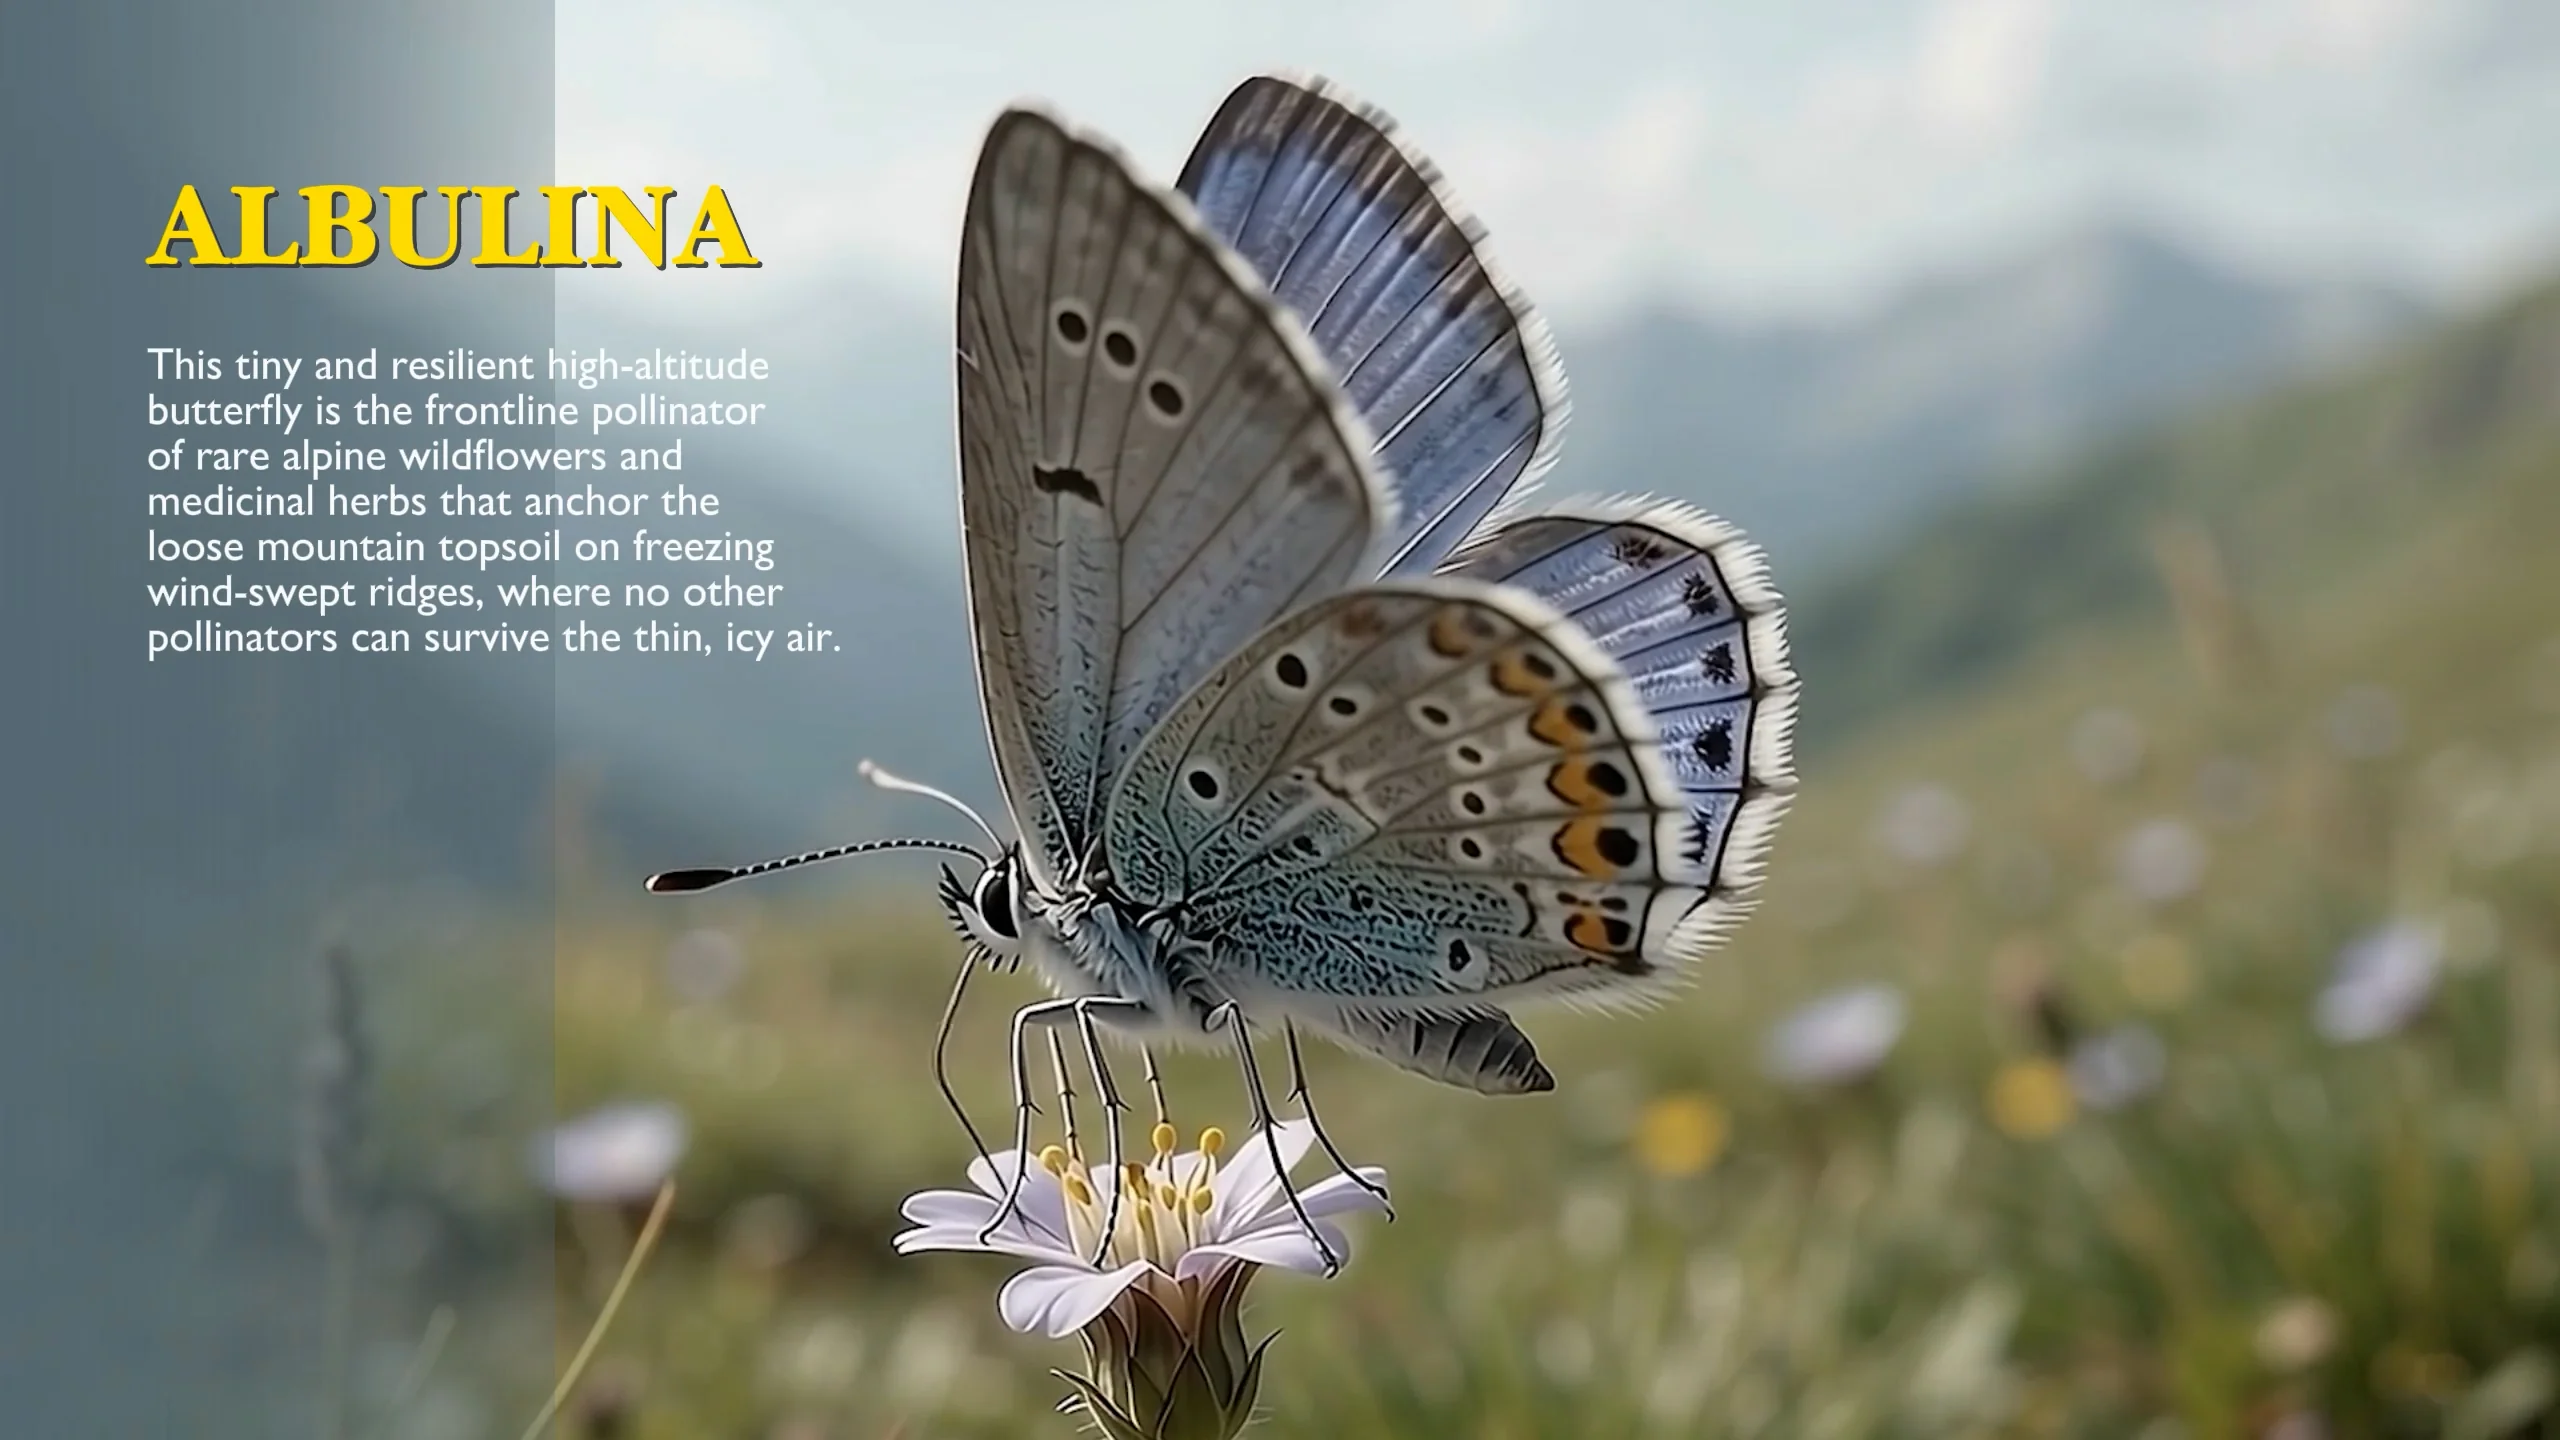 ALBULINA
This tiny and resilient high-altitude
butterfly is the frontline pollinator
of rare alpine wildflowers and
medicinal herbs that anchor the
loose mountain topsoil on freezing
wind-swept ridges, where no other
pollinators can survive the thin, icy air.